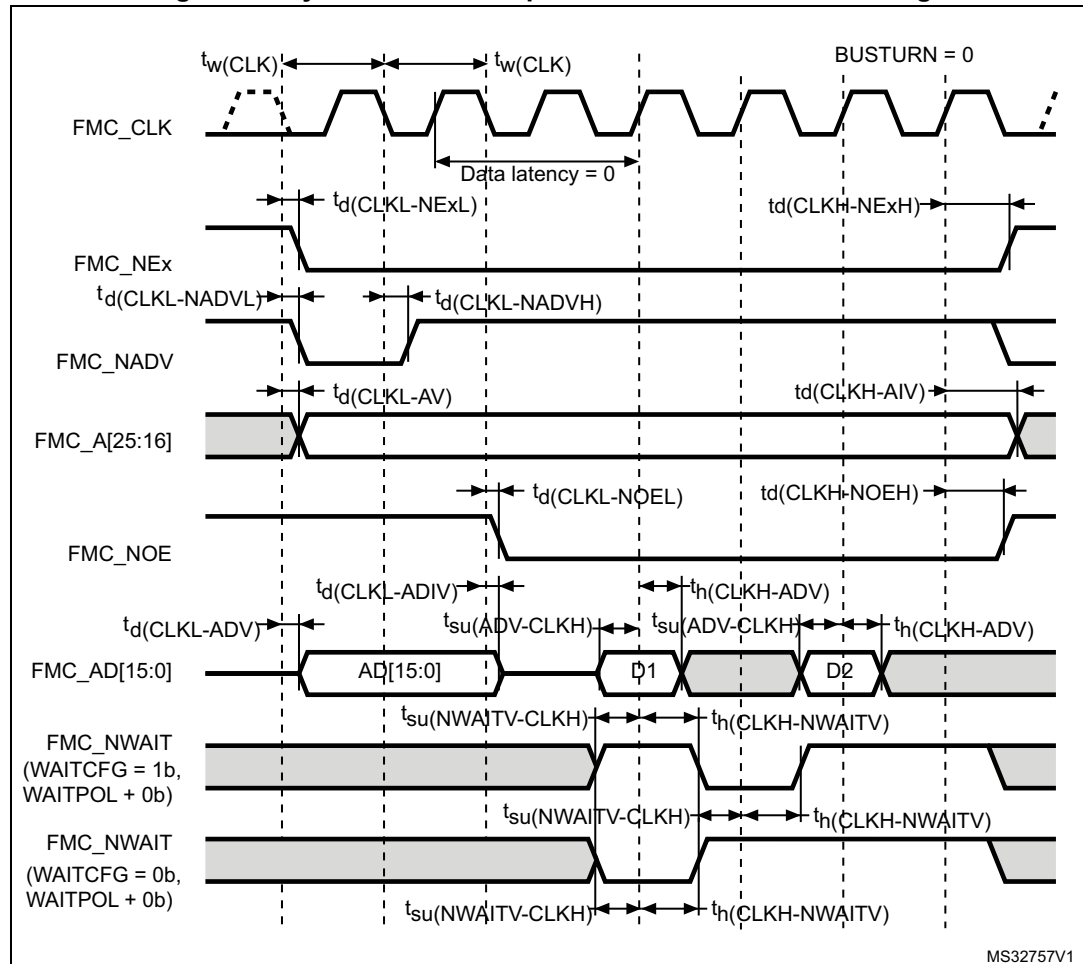 tw(CLK) tw(CLK) BUSTURN = 0
FMC_CLK
Data latency = 0
td(CLKL-NExL) td(CLKH-NExH)
FMC_NEx
td(CLKL-NADVL) td(CLKL-NADVH)
FMC_NADV
td(CLKL-AV) td(CLKH-AIV)
FMC_A[25:16]
td(CLKL-NOEL) td(CLKH-NOEH)
FMC_NOE
td(CLKL-ADIV) th(CLKH-ADV)
td(CLKL-ADV) tsu(ADV-CLKH) tsu(ADV-CLKH) th(CLKH-ADV)
FMC_AD[15:0] AD[15:0] D1 D2
tsu(NWAITV-CLKH) th(CLKH-NWAITV)
FMC_NWAIT
(WAITCFG = 1b,
WAITPOL + 0b)
tsu(NWAITV-CLKH) th(CLKH-NWAITV)
FMC_NWAIT
(WAITCFG = 0b,
WAITPOL + 0b)
tsu(NWAITV-CLKH) th(CLKH-NWAITV)
MS32757V1